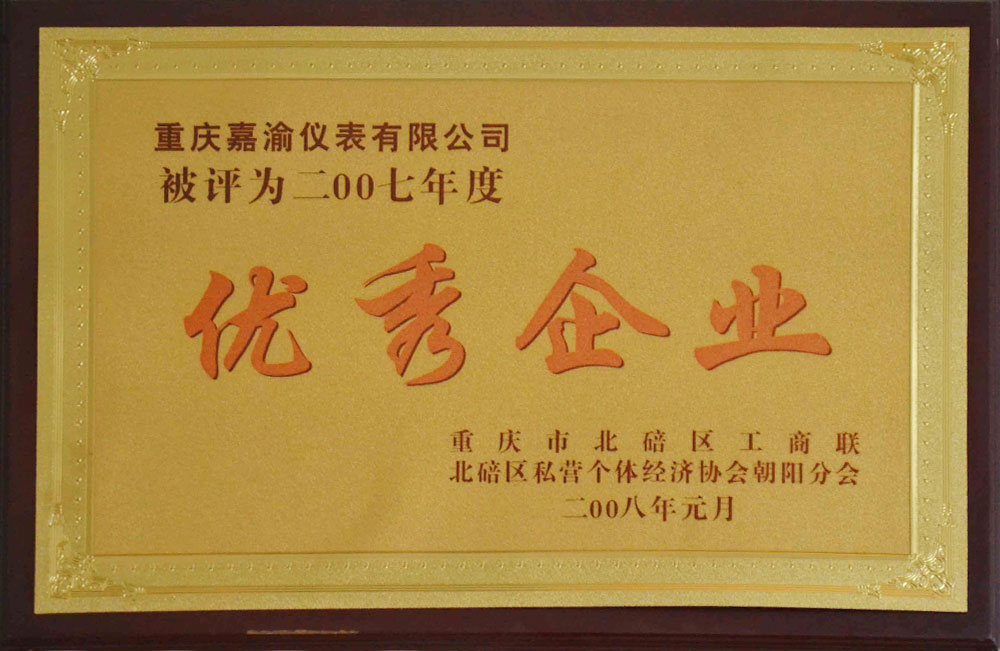 重庆嘉渝仪表有限公司
被评为二00七年度
优秀企业
重庆市北碚区工商联
北碚区私营个体经济协会朝阳分会
二00八年元月